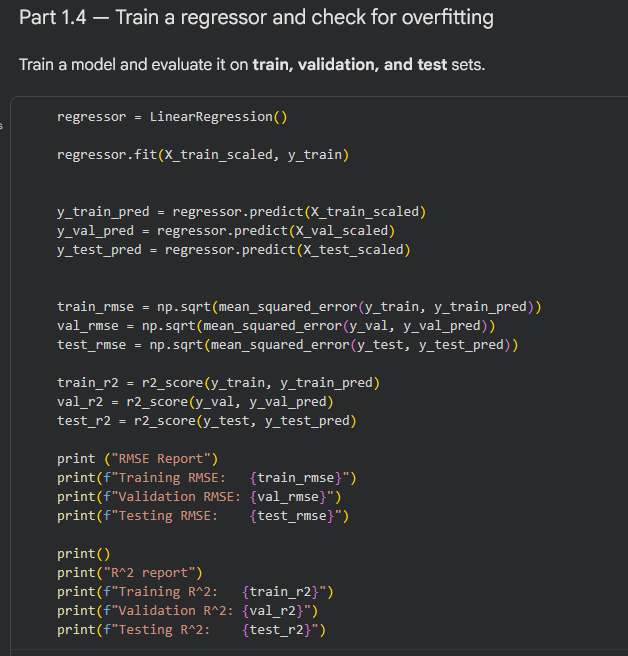 Part 1.4 — Train a regressor and check for overfitting
Train a model and evaluate it on train, validation, and test sets.
regressor = LinearRegression()
regressor.fit(X_train_scaled, y_train)
y_train_pred = regressor.predict(X_train_scaled)
y_val_pred = regressor.predict(X_val_scaled)
y_test_pred = regressor.predict(X_test_scaled)
train_rmse = np.sqrt(mean_squared_error(y_train, y_train_pred))
val_rmse = np.sqrt(mean_squared_error(y_val, y_val_pred))
test_rmse = np.sqrt(mean_squared_error(y_test, y_test_pred))
train_r2 = r2_score(y_train, y_train_pred)
val_r2 = r2_score(y_val, y_val_pred)
test_r2 = r2_score(y_test, y_test_pred)
print ("RMSE Report")
print(f"Training RMSE:   {train_rmse}")
print(f"Validation RMSE: {val_rmse}")
print(f"Testing RMSE:    {test_rmse}")
print()
print("R^2 report")
print(f"Training R^2:   {train_r2}")
print(f"Validation R^2: {val_r2}")
print(f"Testing R^2:    {test_r2}")